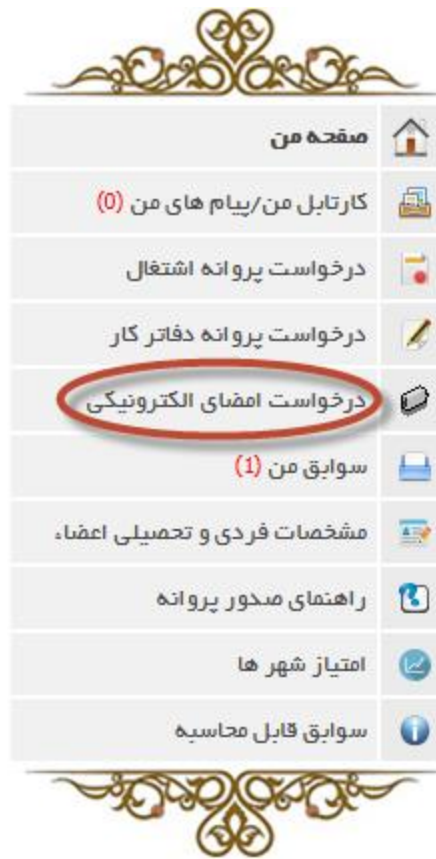 صفحه من
کارتابل من/پیام های من (0)
درخواست پروانه اشتغال
درخواست پروانه دفاتر کار
درخواست امضای الکترونیکی
سوابق من (1)
مشخصات فردی و تحصیلی اعضاء
راهنمای صدور پروانه
امتیاز شهر ها
سوابق قابل محاسبه